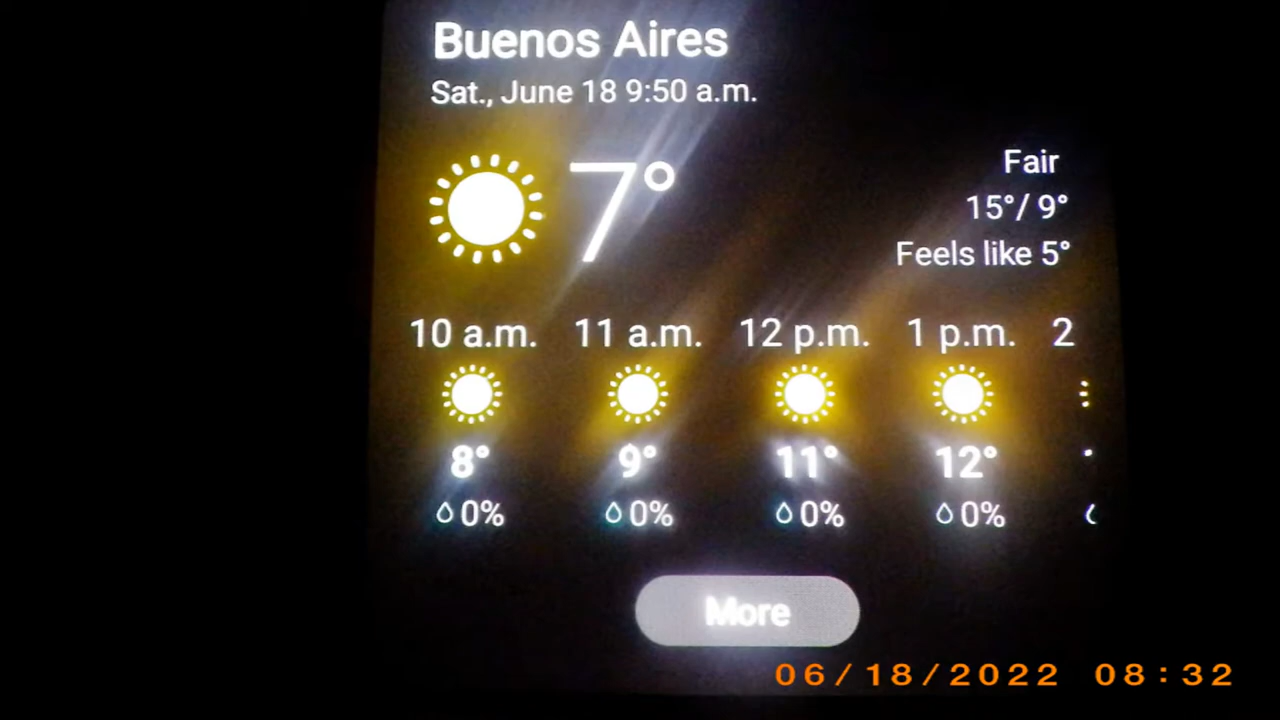 Buenos Aires
Sat., June 18 9:50 a.m.
7°
Fair
15°/ 9°
Feels like 5°
10 a.m. 11 a.m. 12 p.m. 1 p.m. 2
8° 9° 11° 12°
0% 0% 0% 0%
More
06/18/2022 08:32